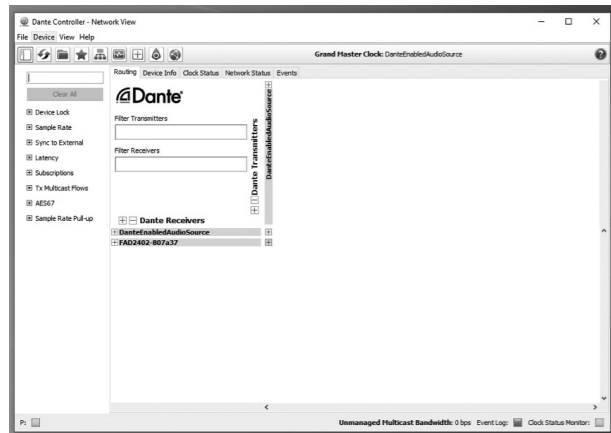 Dante Controller - Network View
File Device View Help
Grand Master Clock: DanteEnabledAudioSource
Routing Device Info Clock Status Network Status Events
Clear All
Device Lock
Sample Rate
Sync to External
Latency
Subscriptions
Tx Multicast Flows
AES67
Sample Rate Pull-up
Dante
Filter Transmitters
Filter Receivers
Dante Transmitters
DanteEnabledAudioSource
Dante Receivers
DanteEnabledAudioSource
FAD2402-807a37
P:
Unmanaged Multicast Bandwidth: 0 bps Event Log: Clock Status Monitor: